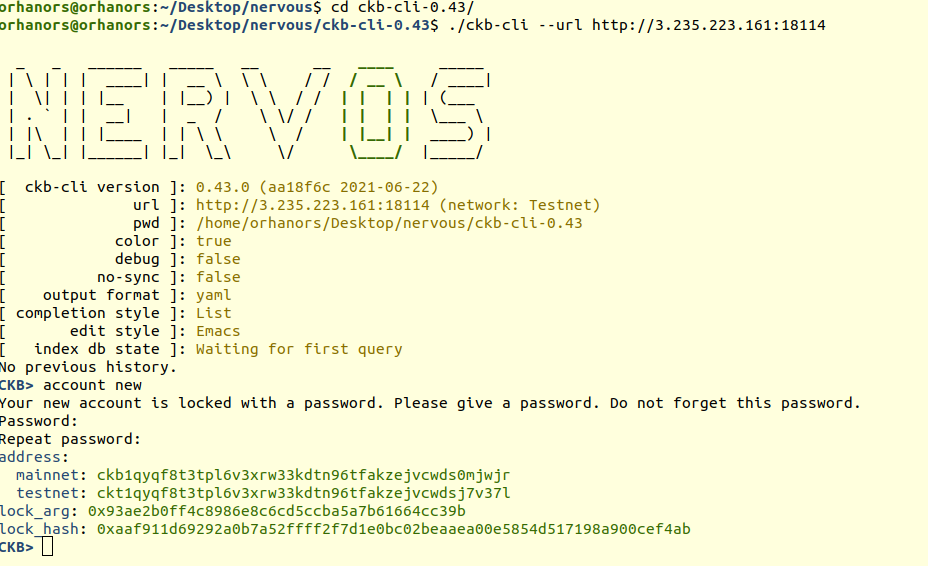 orhanors@orhanors:~/Desktop/nervous$ cd ckb-cli-0.43/
orhanors@orhanors:~/Desktop/nervous/ckb-cli-0.43$ ./ckb-cli --url http://3.235.223.161:18114
NERVOS
[  ckb-cli version ]: 0.43.0 (aa18f6c 2021-06-22)
[              url ]: http://3.235.223.161:18114 (network: Testnet)
[              pwd ]: /home/orhanors/Desktop/nervous/ckb-cli-0.43
[            color ]: true
[            debug ]: false
[          no-sync ]: false
[    output format ]: yaml
[ completion style ]: List
[       edit style ]: Emacs
[   index db state ]: Waiting for first query
No previous history.
CKB> account new
Your new account is locked with a password. Please give a password. Do not forget this password.
Password:
Repeat password:
address:
  mainnet: ckb1qyqf8t3tpl6v3xrw33kdtn96tfakzejvcwds0mjwjr
  testnet: ckt1qyqf8t3tpl6v3xrw33kdtn96tfakzejvcwdsj7v37l
lock_arg: 0x93ae2b0ff4c8986e8c6cd5ccba5a7b61664cc39b
lock_hash: 0xaaf911d69292a0b7a52ffff2f7d1e0bc02beaaea00e5854d517198a900cef4ab
CKB>